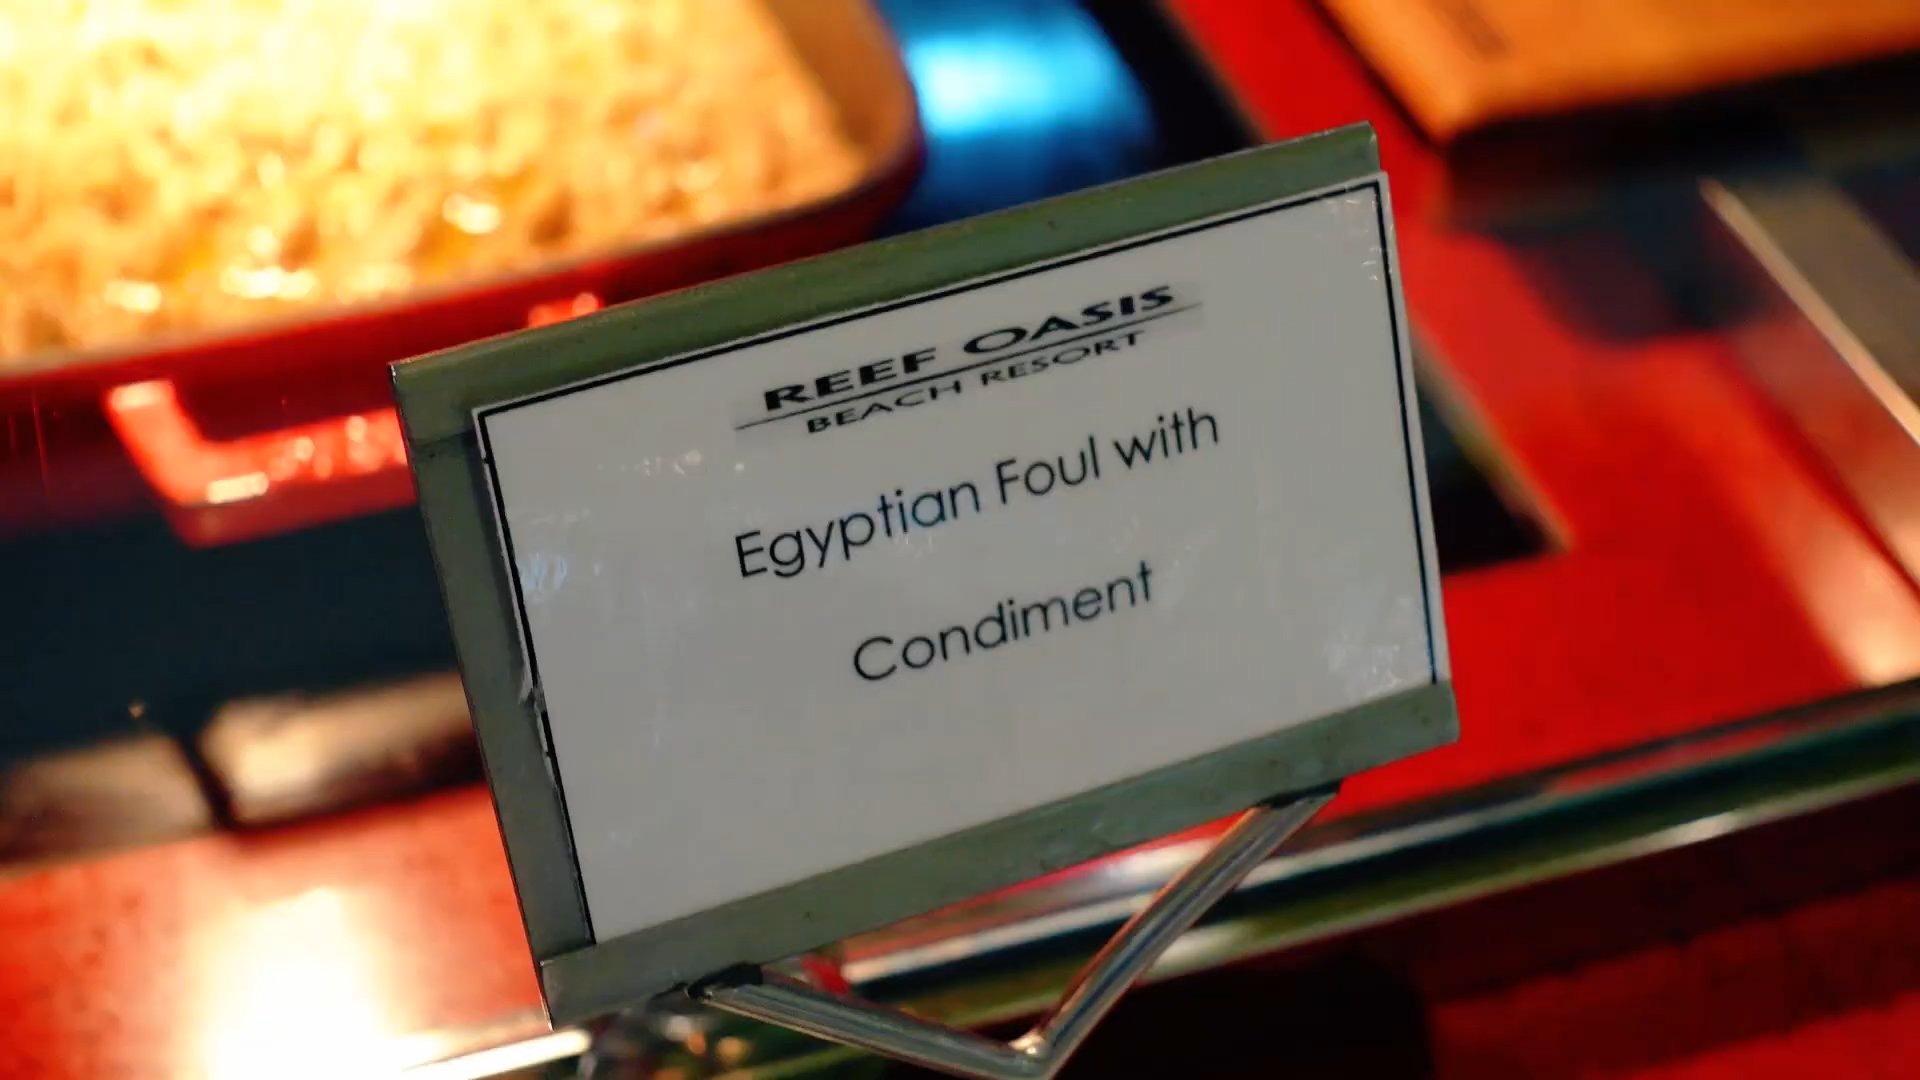 REEF OASIS
BEACH RESORT
Egyptian Foul with
Condiment